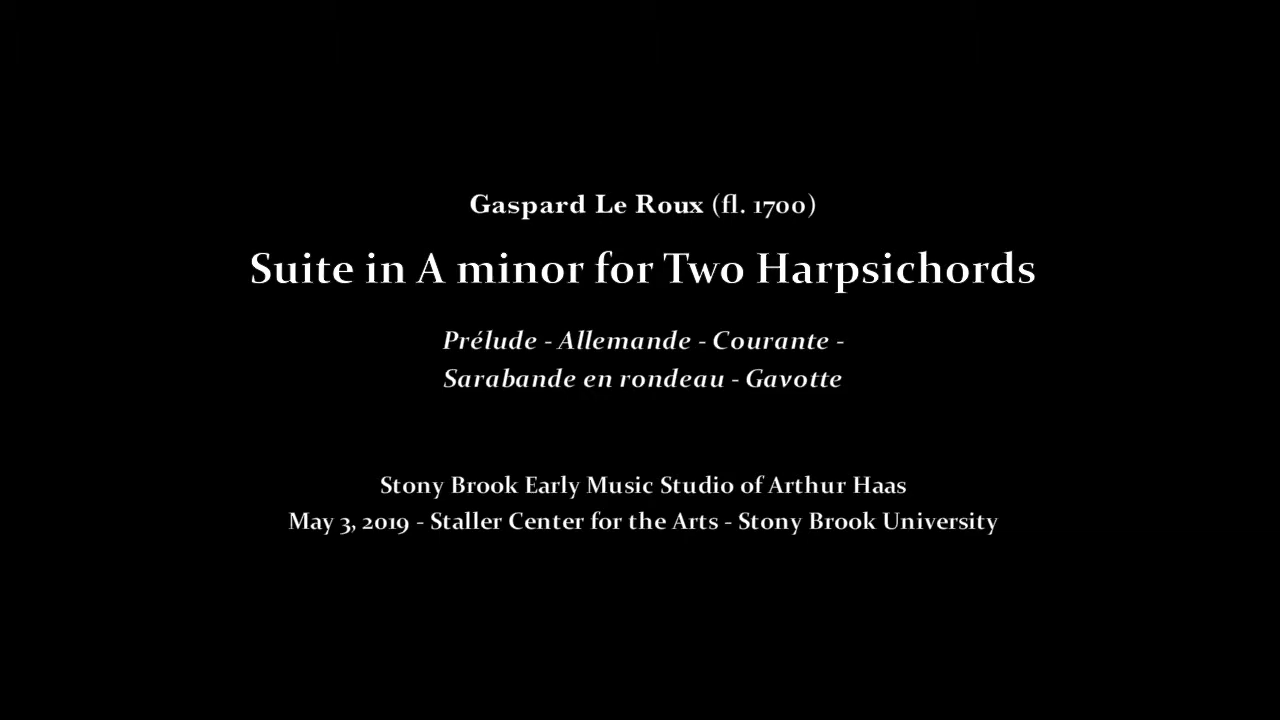 Gaspard Le Roux (fl. 1700)
Suite in A minor for Two Harpsichords
Prélude - Allemande - Courante -
Sarabande en rondeau - Gavotte
Stony Brook Early Music Studio of Arthur Haas
May 3, 2019 - Staller Center for the Arts - Stony Brook University